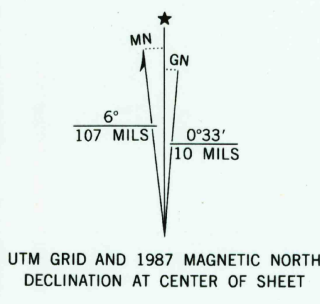 MN
GN
6°
107 MILS
0°33′
10 MILS
UTM GRID AND 1987 MAGNETIC NORTH
DECLINATION AT CENTER OF SHEET